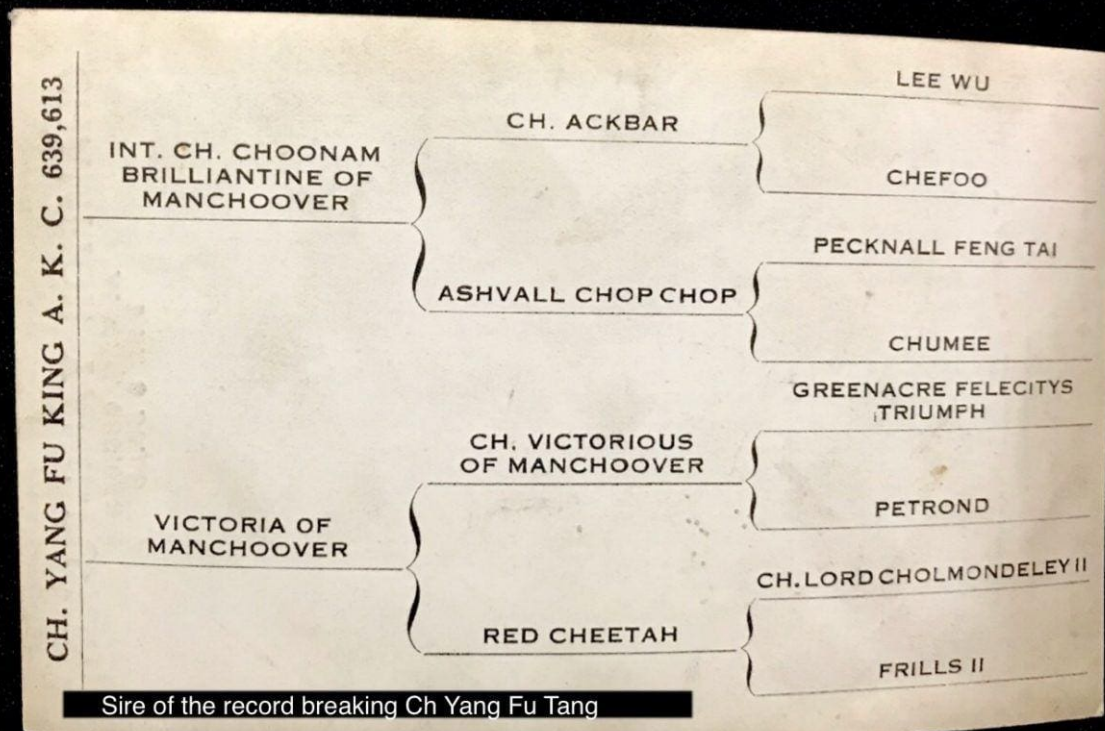 CH. YANG FU KING A. K. C. 639,613
INT. CH. CHOONAM
BRILLIANTINE OF
MANCHOOVER
CH. ACKBAR
LEE WU
CHEFOO
ASHVALL CHOP CHOP
PECKNALL FENG TAI
CHUMEE
VICTORIA OF
MANCHOOVER
CH. VICTORIOUS
OF MANCHOOVER
GREENACRE FELECITYS
TRIUMPH
PETROND
RED CHEETAH
CH. LORD CHOLMONDELEY II
FRILLS II
Sire of the record breaking Ch Yang Fu Tang